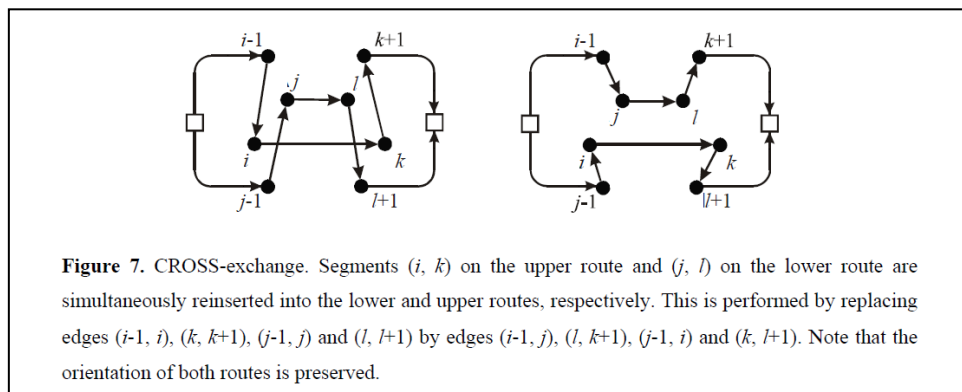 i-1 k+1 i-1 k+1
j l
j l
i k i k
j-1 l+1 j-1 l+1
Figure 7. CROSS-exchange. Segments (i, k) on the upper route and (j, l) on the lower route are
simultaneously reinserted into the lower and upper routes, respectively. This is performed by replacing
edges (i-1, i), (k, k+1), (j-1, j) and (l, l+1) by edges (i-1, j), (l, k+1), (j-1, i) and (k, l+1). Note that the
orientation of both routes is preserved.